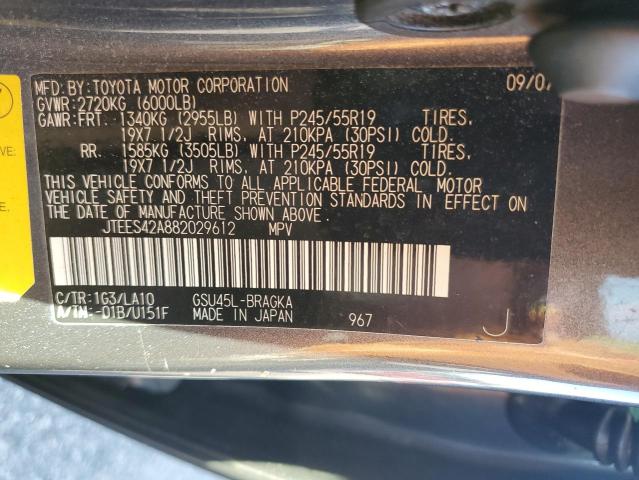 MFD. BY: TOYOTA MOTOR CORPORATION 09/07
GVWR: 2720KG (6000LB)
GAWR: FRT. 1340KG (2955LB) WITH P245/55R19 TIRES,
19X7 1/2J RIMS, AT 210KPA (30PSI) COLD.
RR. 1585KG (3505LB) WITH P245/55R19 TIRES,
19X7 1/2J RIMS, AT 210KPA (30PSI) COLD.
THIS VEHICLE CONFORMS TO ALL APPLICABLE FEDERAL MOTOR
VEHICLE SAFETY AND THEFT PREVENTION STANDARDS IN EFFECT ON
THE DATE OF MANUFACTURE SHOWN ABOVE.
JTEES42A882029612 MPV
C/TR: 1G3/LA10 GSU45L-BRAGKA
A/TM: -01B/U151F MADE IN JAPAN 967 J